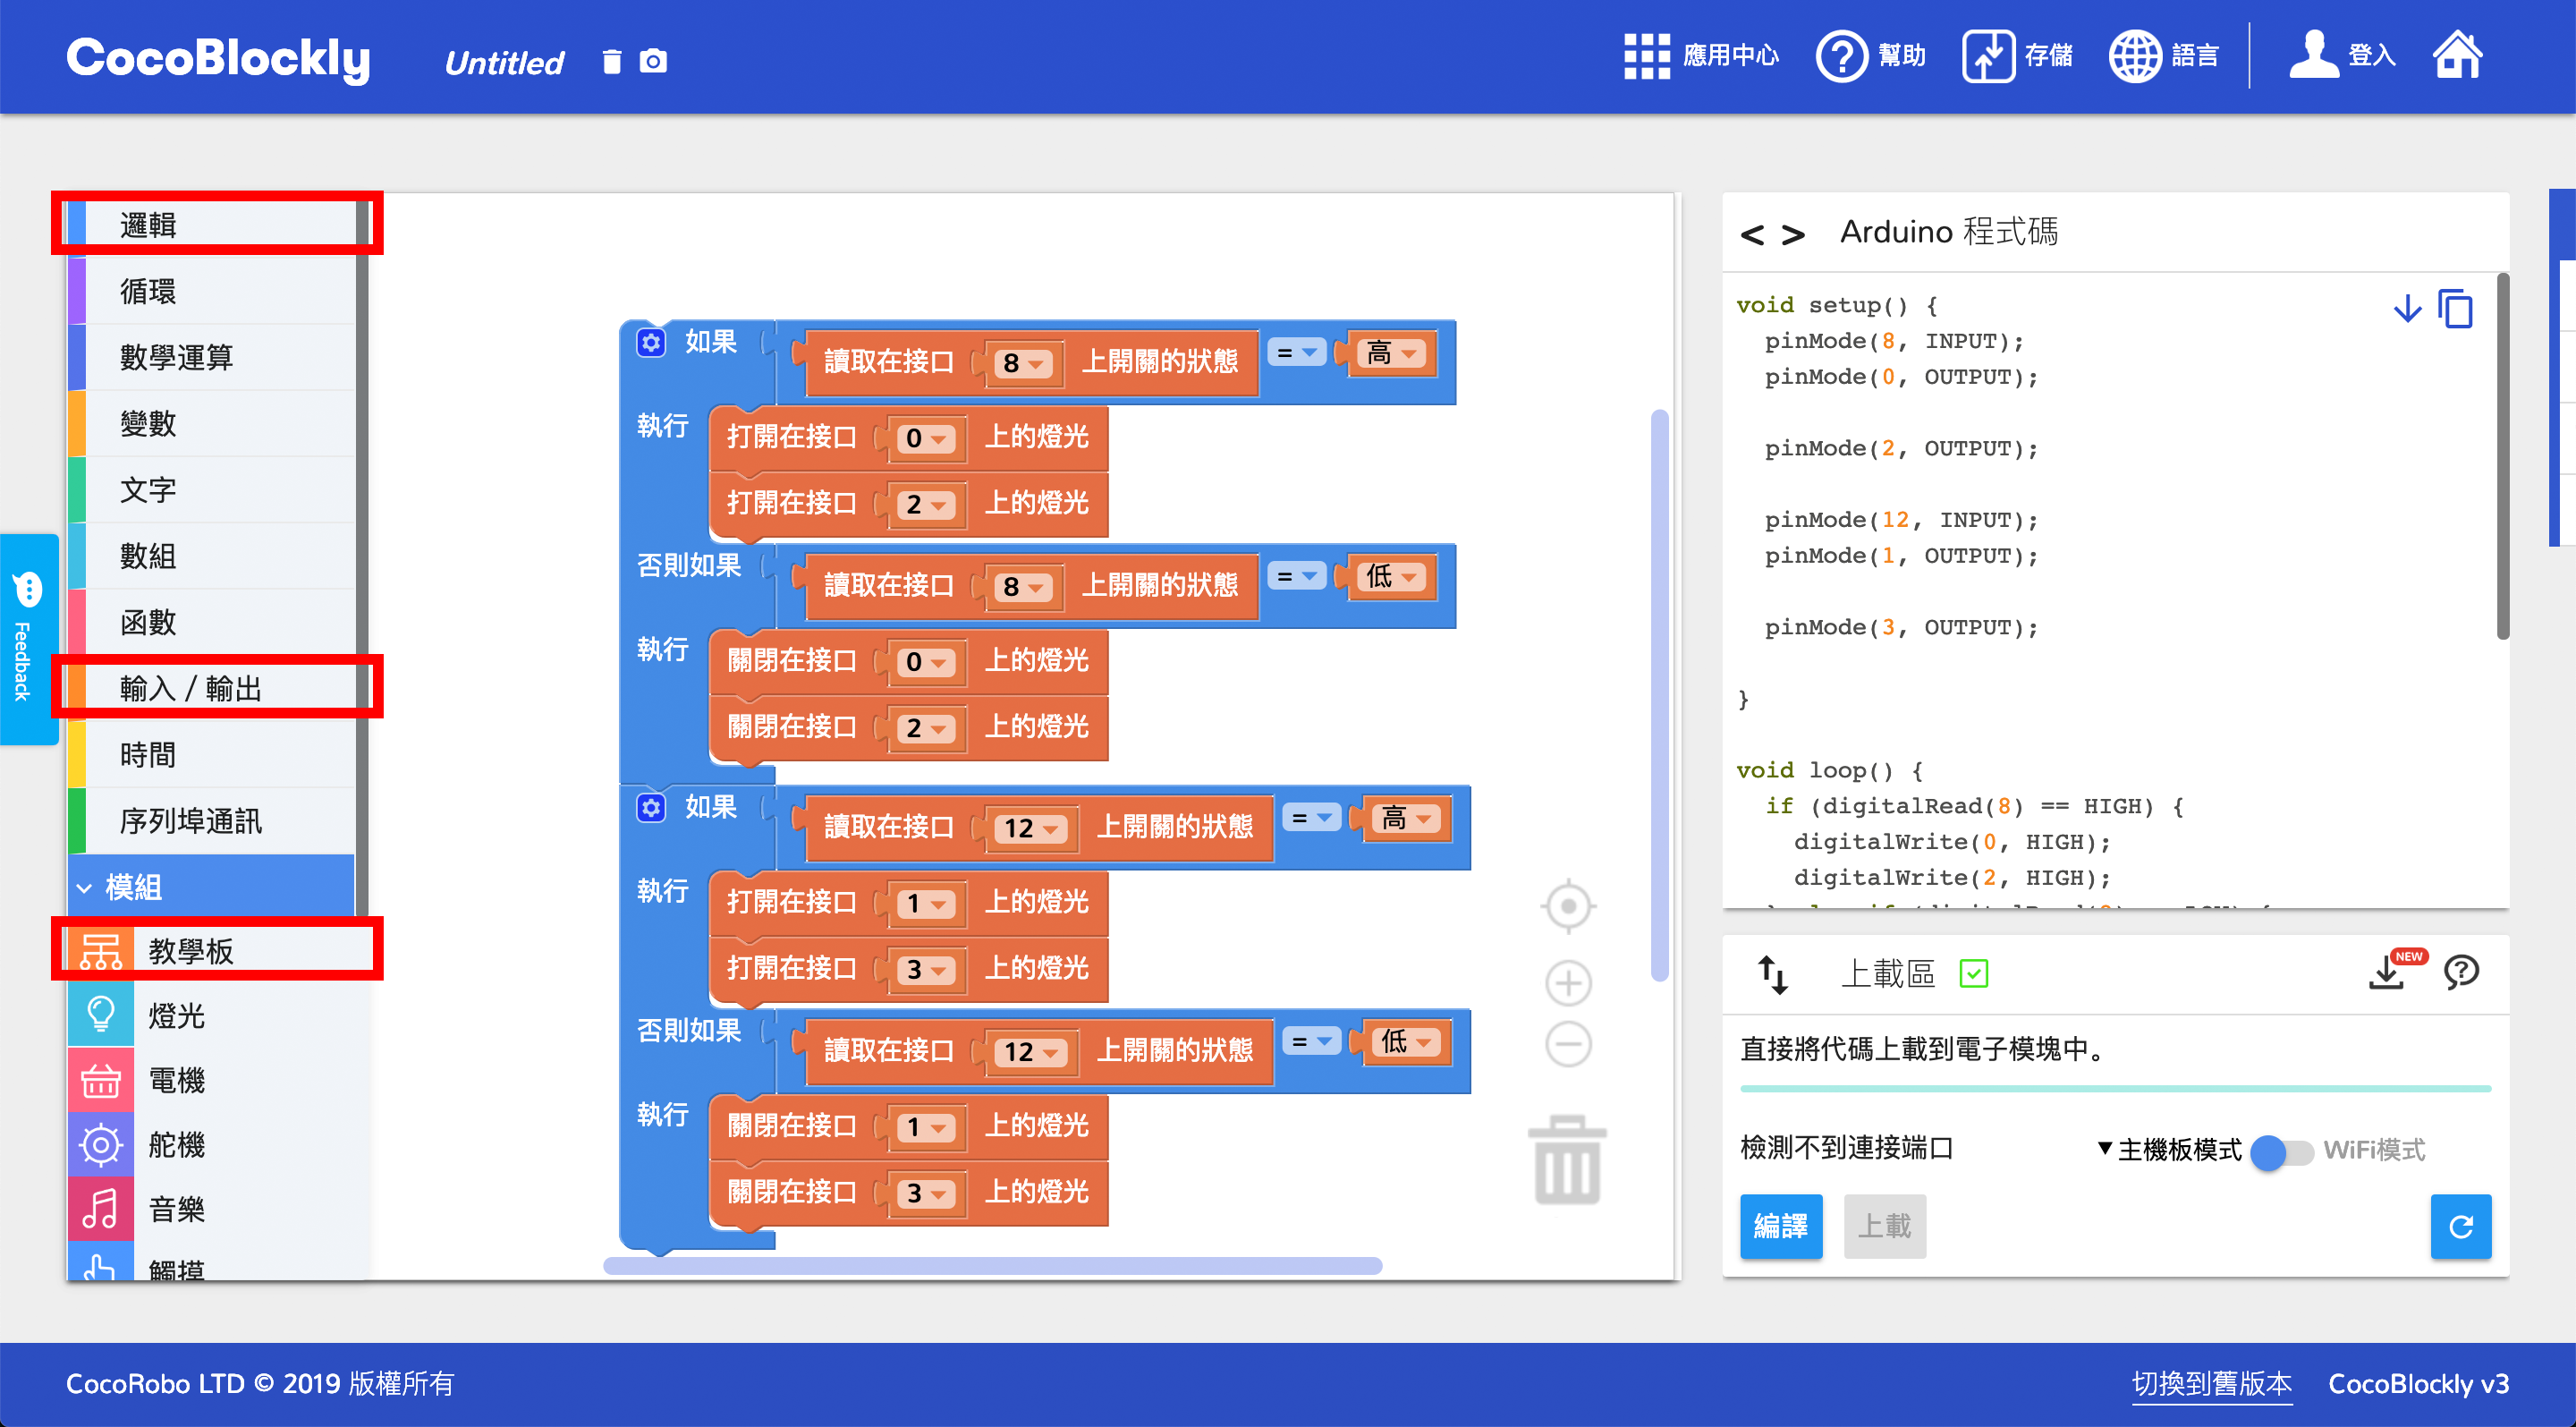 CocoBlockly Untitled 應用中心 幫助 存儲 語言 登入
邏輯
循環
數學運算
變數
文字
數組
函數
輸入 / 輸出
時間
序列埠通訊
模組
教學板
燈光
電機
舵機
音樂
觸摸
Feedback
如果 讀取在接口 8 上開關的狀態 = 高
執行 打開在接口 0 上的燈光
打開在接口 2 上的燈光
否則如果 讀取在接口 8 上開關的狀態 = 低
執行 關閉在接口 0 上的燈光
關閉在接口 2 上的燈光
如果 讀取在接口 12 上開關的狀態 = 高
執行 打開在接口 1 上的燈光
打開在接口 3 上的燈光
否則如果 讀取在接口 12 上開關的狀態 = 低
執行 關閉在接口 1 上的燈光
關閉在接口 3 上的燈光
< > Arduino 程式碼
void setup() {
pinMode(8, INPUT);
pinMode(0, OUTPUT);
pinMode(2, OUTPUT);
pinMode(12, INPUT);
pinMode(1, OUTPUT);
pinMode(3, OUTPUT);
}
void loop() {
if (digitalRead(8) == HIGH) {
digitalWrite(0, HIGH);
digitalWrite(2, HIGH);
上載區 NEW
直接將代碼上載到電子模塊中。
檢測不到連接端口 ▼主機板模式 WiFi模式
編譯 上載
CocoRobo LTD © 2019 版權所有 切換到舊版本 CocoBlockly v3